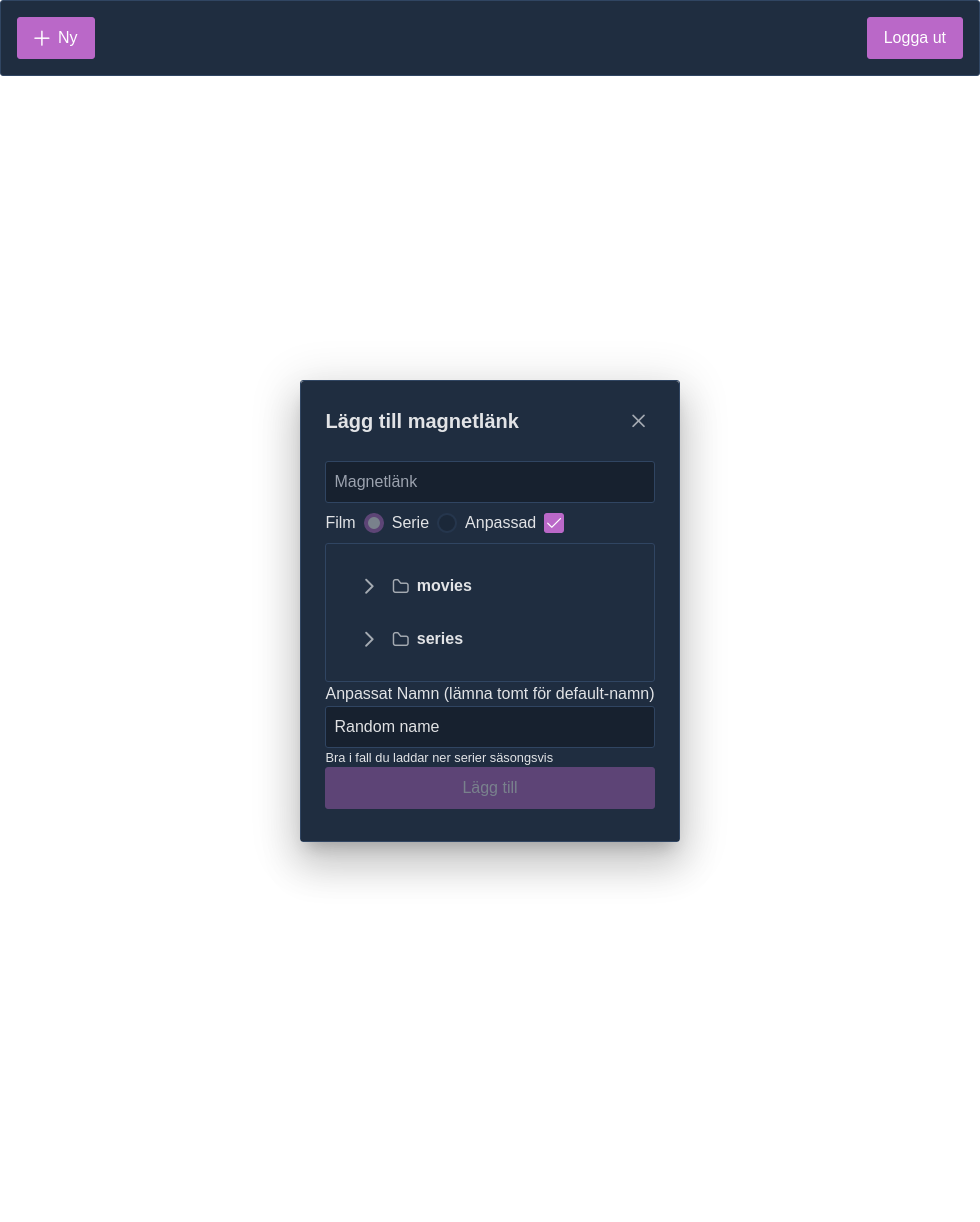 Ny
Logga ut
Lägg till magnetlänk
Magnetlänk
Film Serie Anpassad
movies
series
Anpassat Namn (lämna tomt för default-namn)
Random name
Bra i fall du laddar ner serier säsongsvis
Lägg till